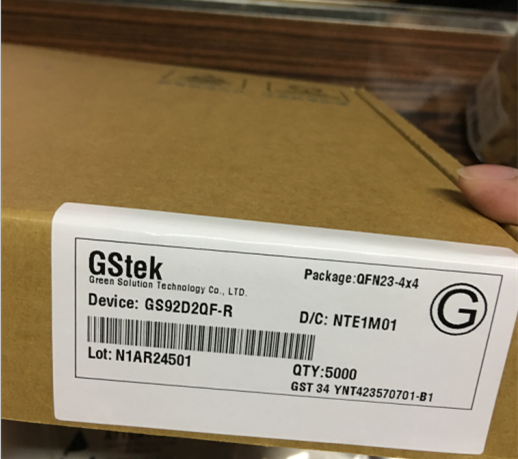 GStek
Green Solution Technology Co., LTD.
Package:QFN23-4x4
Device: GS92D2QF-R
D/C: NTE1M01
G
Lot: N1AR24501
QTY:5000
GST 34 YNT423570701-B1